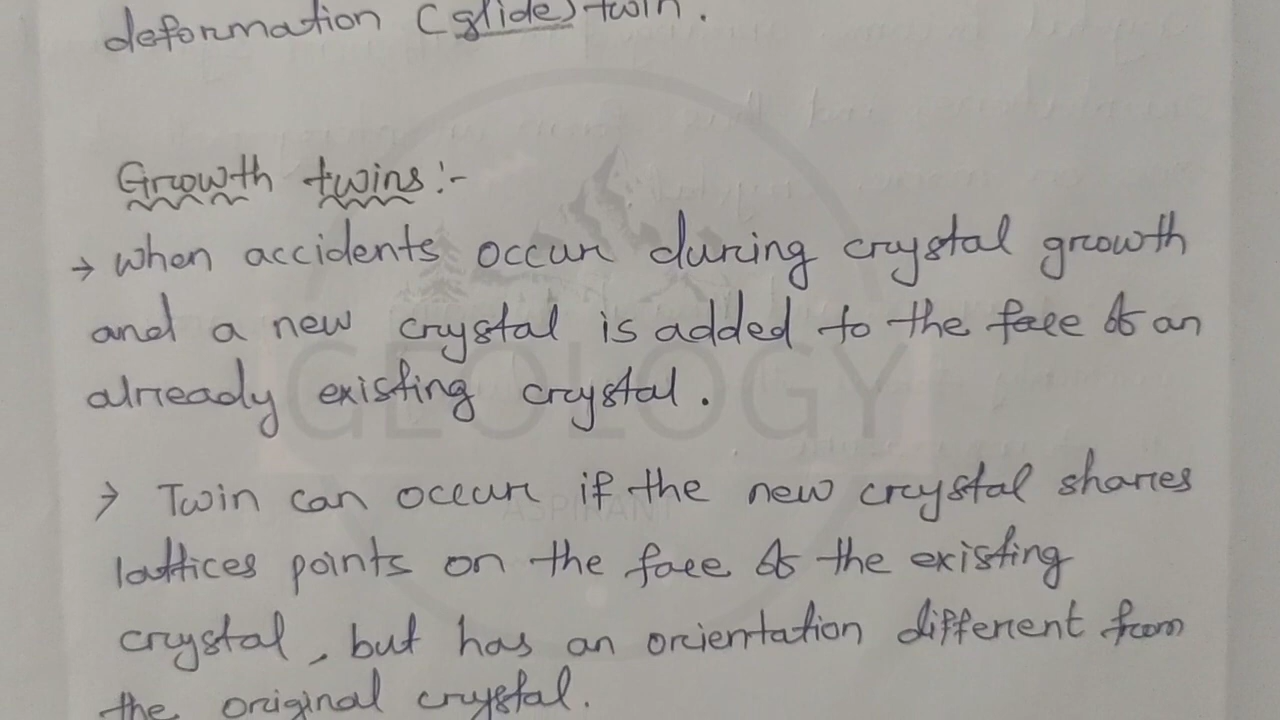 deformation (glide) twin.
Growth twins:-
→ When accidents occur during crystal growth
and a new crystal is added to the face of an
already existing crystal.
→ Twin can occur if the new crystal shares
lattices points on the face of the existing
crystal, but has an orientation different from
the original crystal.
GEOLOGY
ASPIRANT